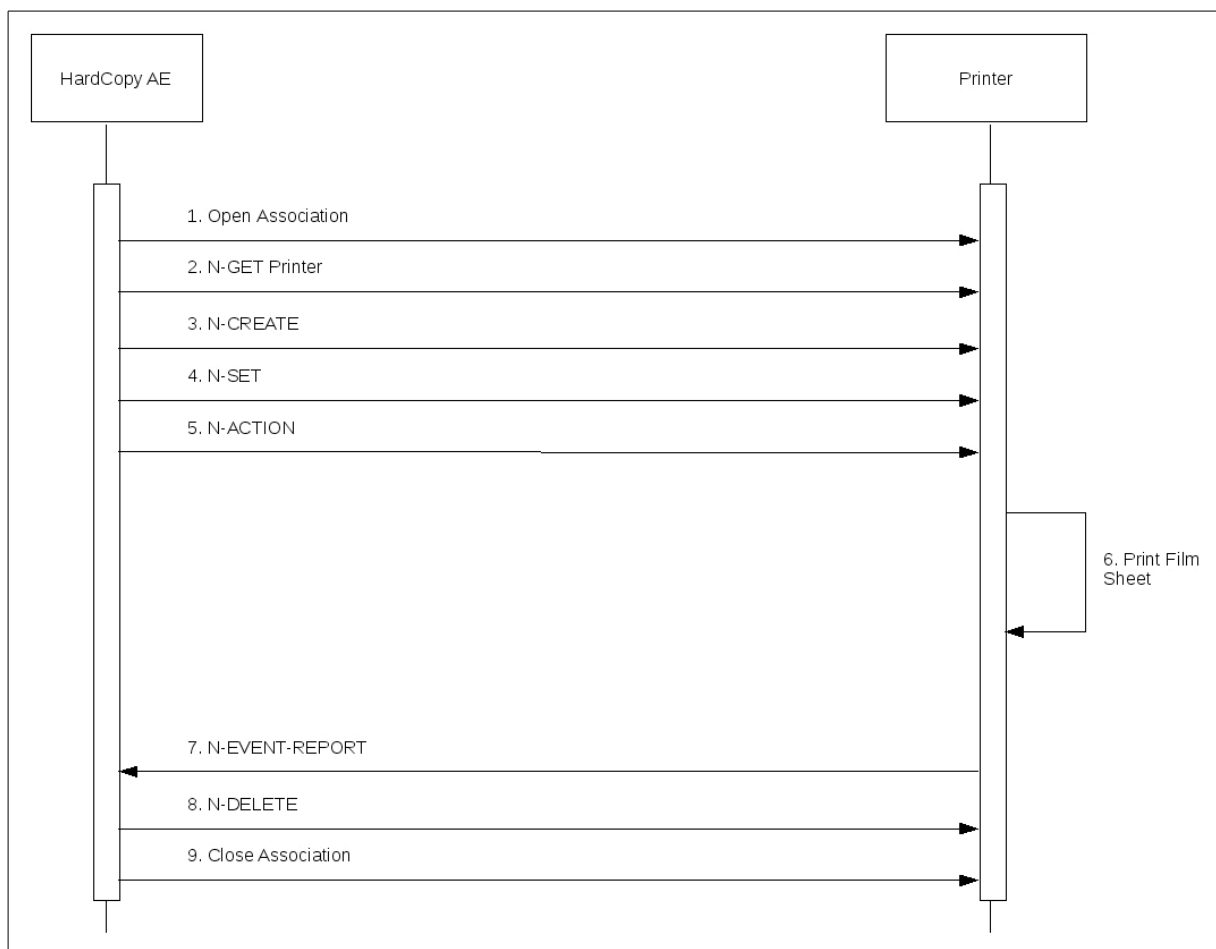 HardCopy AE
Printer
1. Open Association
2. N-GET Printer
3. N-CREATE
4. N-SET
5. N-ACTION
6. Print Film
Sheet
7. N-EVENT-REPORT
8. N-DELETE
9. Close Association